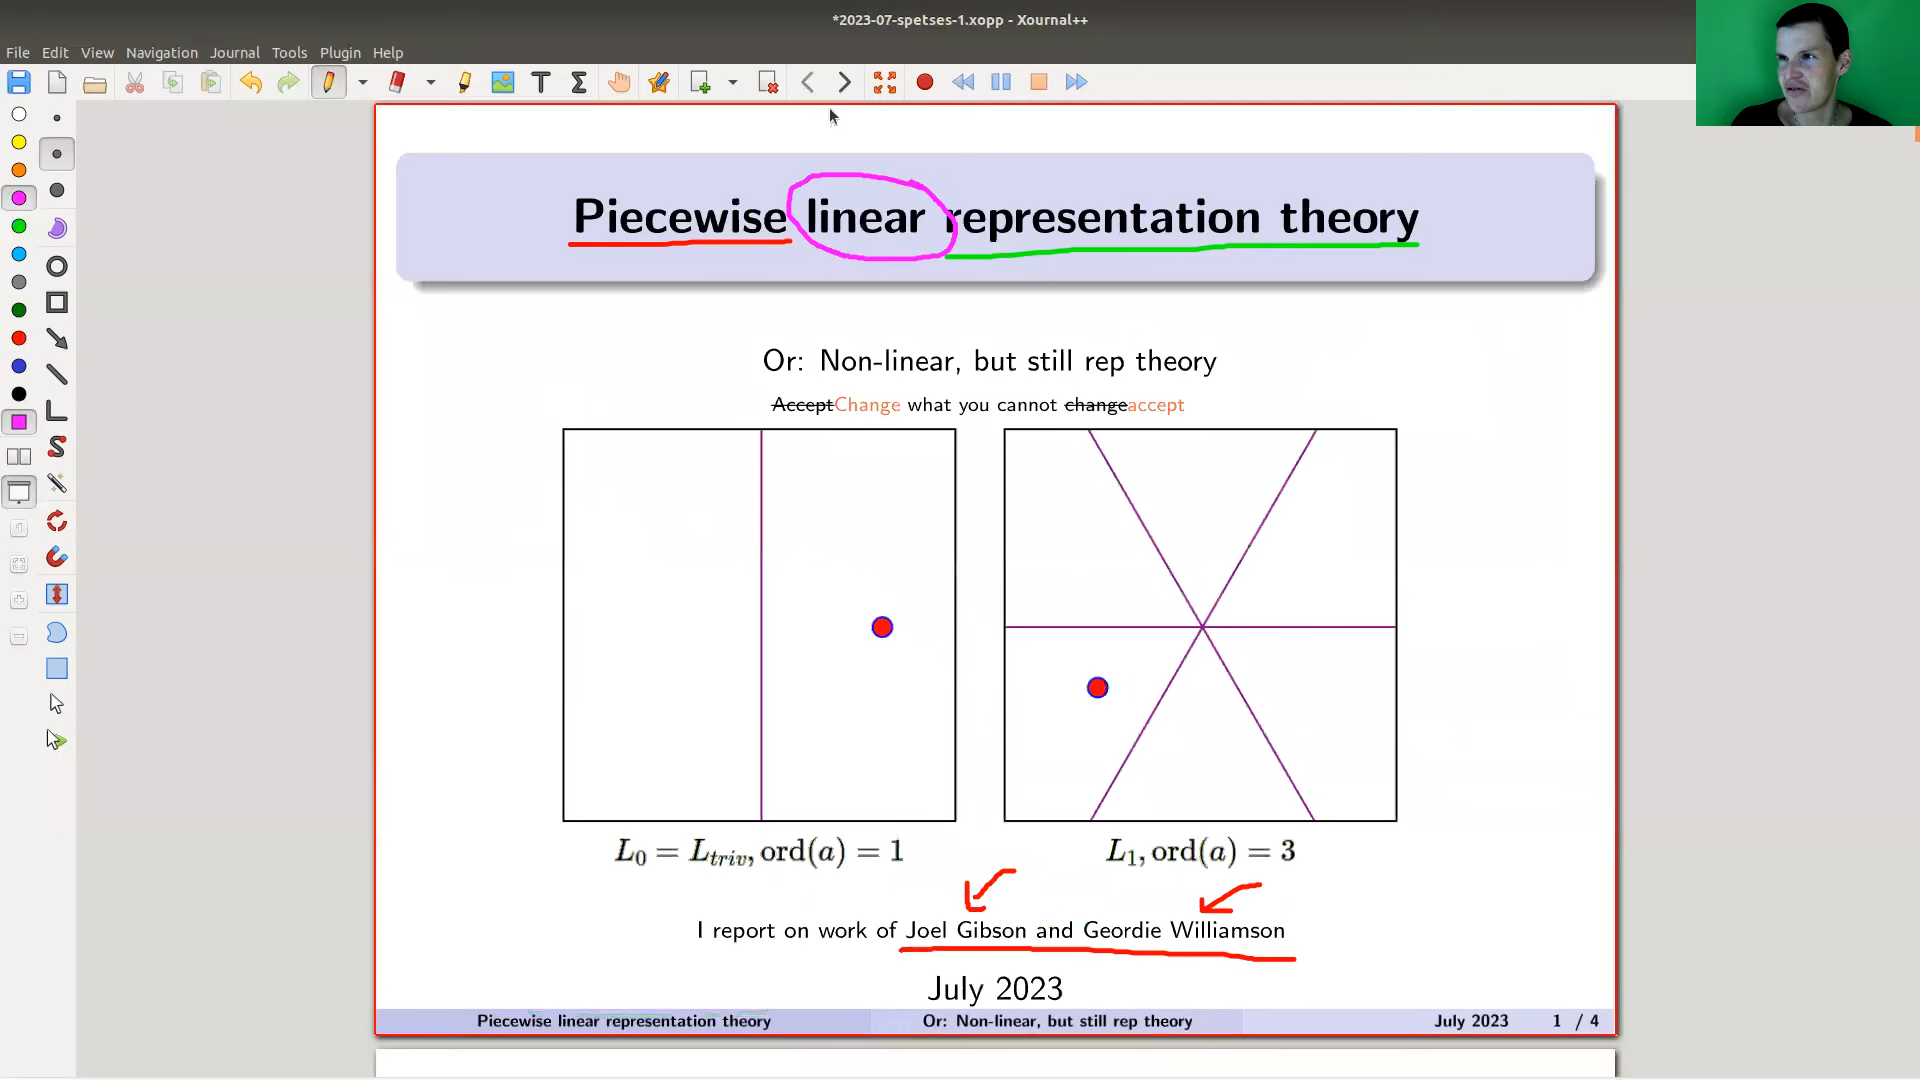 *2023-07-spetses-1.xopp - Xournal++
File Edit View Navigation Journal Tools Plugin Help
Piecewise linear representation theory
Or: Non-linear, but still rep theory
AcceptChange what you cannot changeaccept
L₀ = L_triv, ord(a) = 1
L₁, ord(a) = 3
I report on work of Joel Gibson and Geordie Williamson
July 2023
Piecewise linear representation theory Or: Non-linear, but still rep theory July 2023 1 / 4